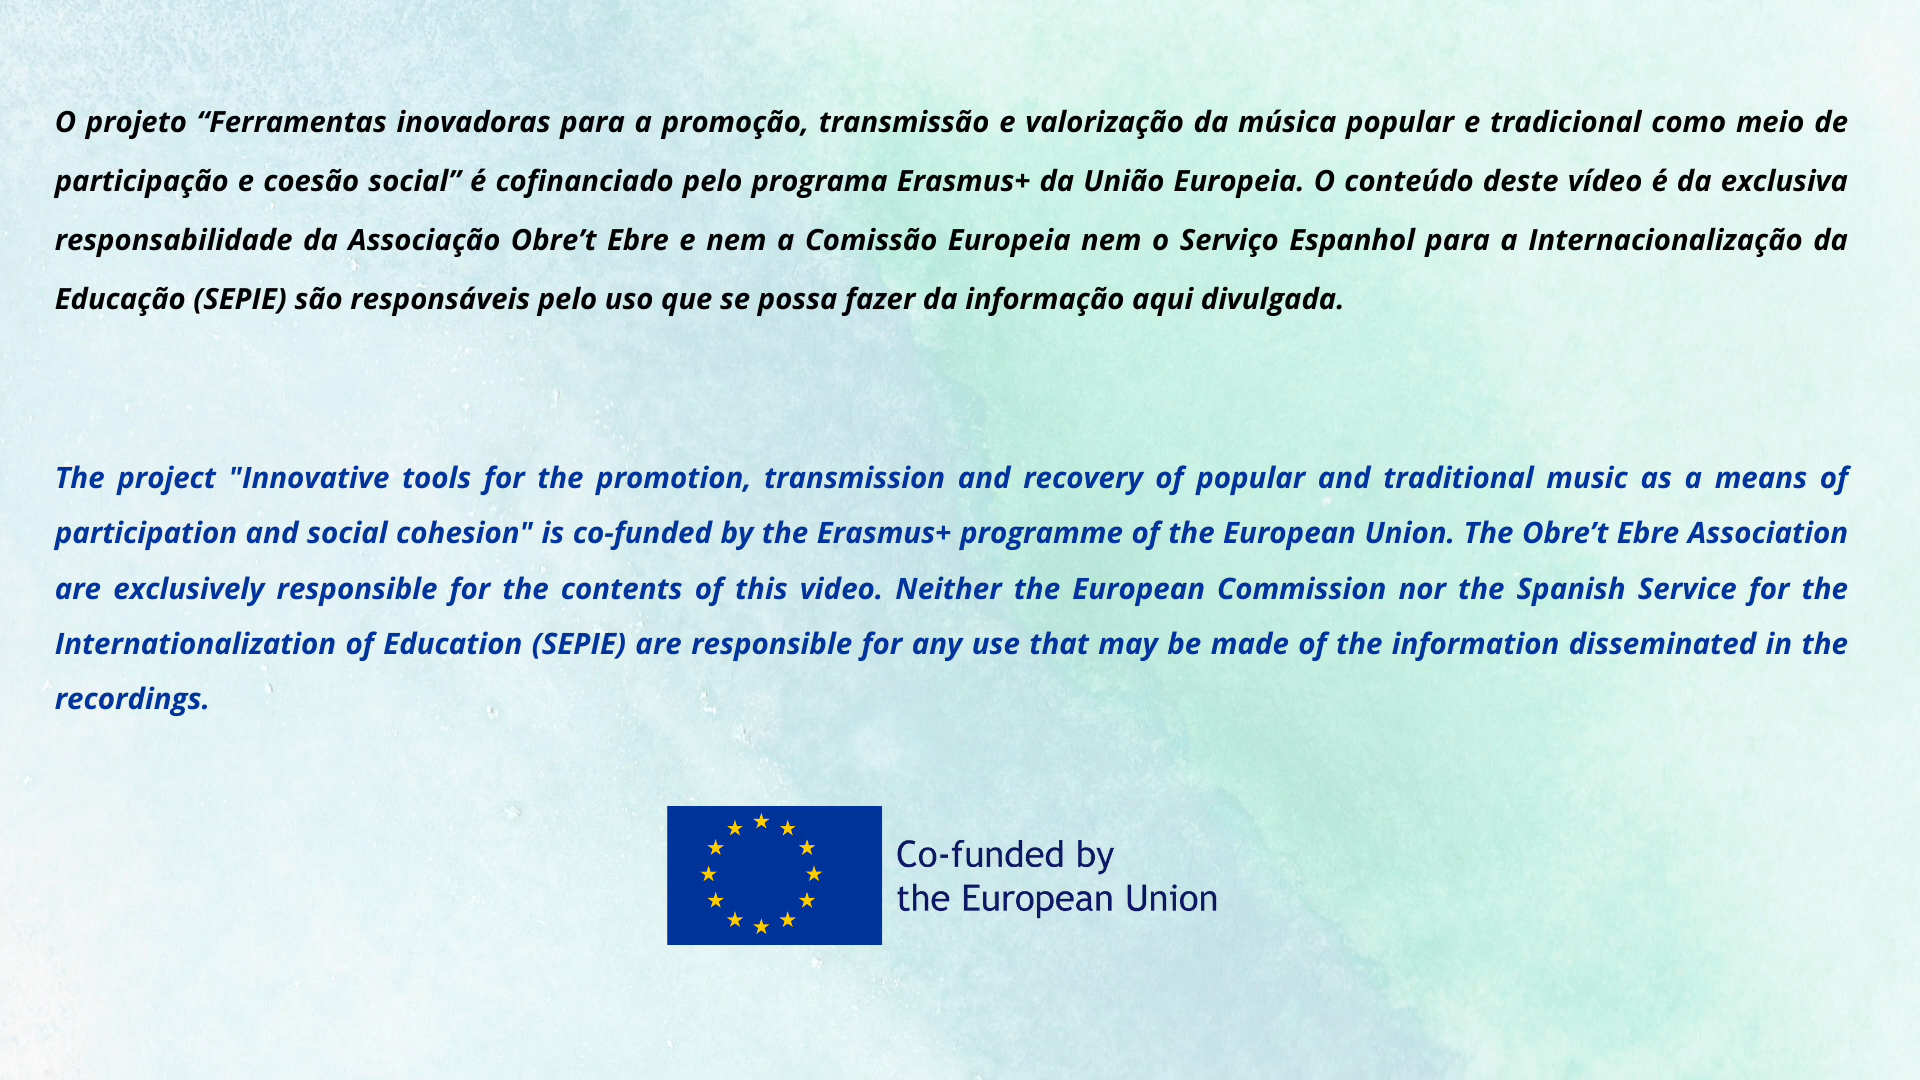 O projeto “Ferramentas inovadoras para a promoção, transmissão e valorização da música popular e tradicional como meio de
participação e coesão social” é cofinanciado pelo programa Erasmus+ da União Europeia. O conteúdo deste vídeo é da exclusiva
responsabilidade da Associação Obre’t Ebre e nem a Comissão Europeia nem o Serviço Espanhol para a Internacionalização da
Educação (SEPIE) são responsáveis pelo uso que se possa fazer da informação aqui divulgada.
The project "Innovative tools for the promotion, transmission and recovery of popular and traditional music as a means of
participation and social cohesion" is co-funded by the Erasmus+ programme of the European Union. The Obre’t Ebre Association
are exclusively responsible for the contents of this video. Neither the European Commission nor the Spanish Service for the
Internationalization of Education (SEPIE) are responsible for any use that may be made of the information disseminated in the
recordings.
Co-funded by
the European Union